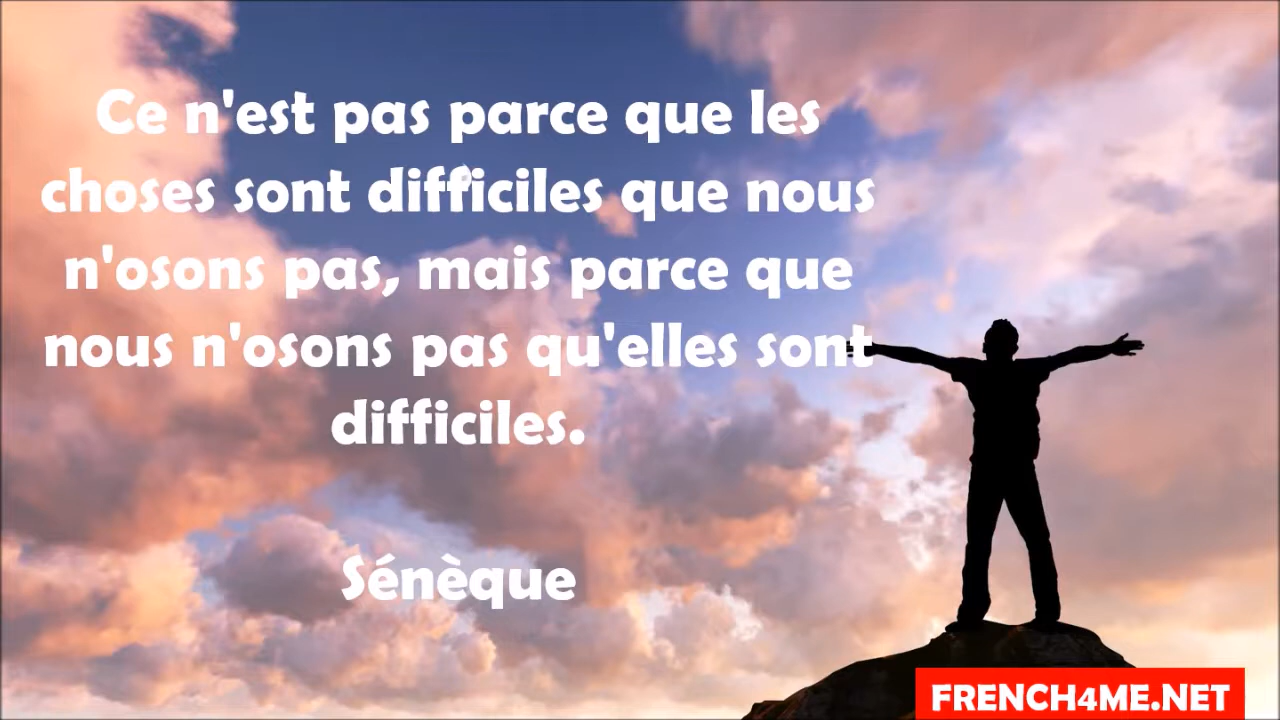 Ce n'est pas parce que les
choses sont difficiles que nous
n'osons pas, mais parce que
nous n'osons pas qu'elles sont
difficiles.
Sénèque
FRENCH4ME.NET